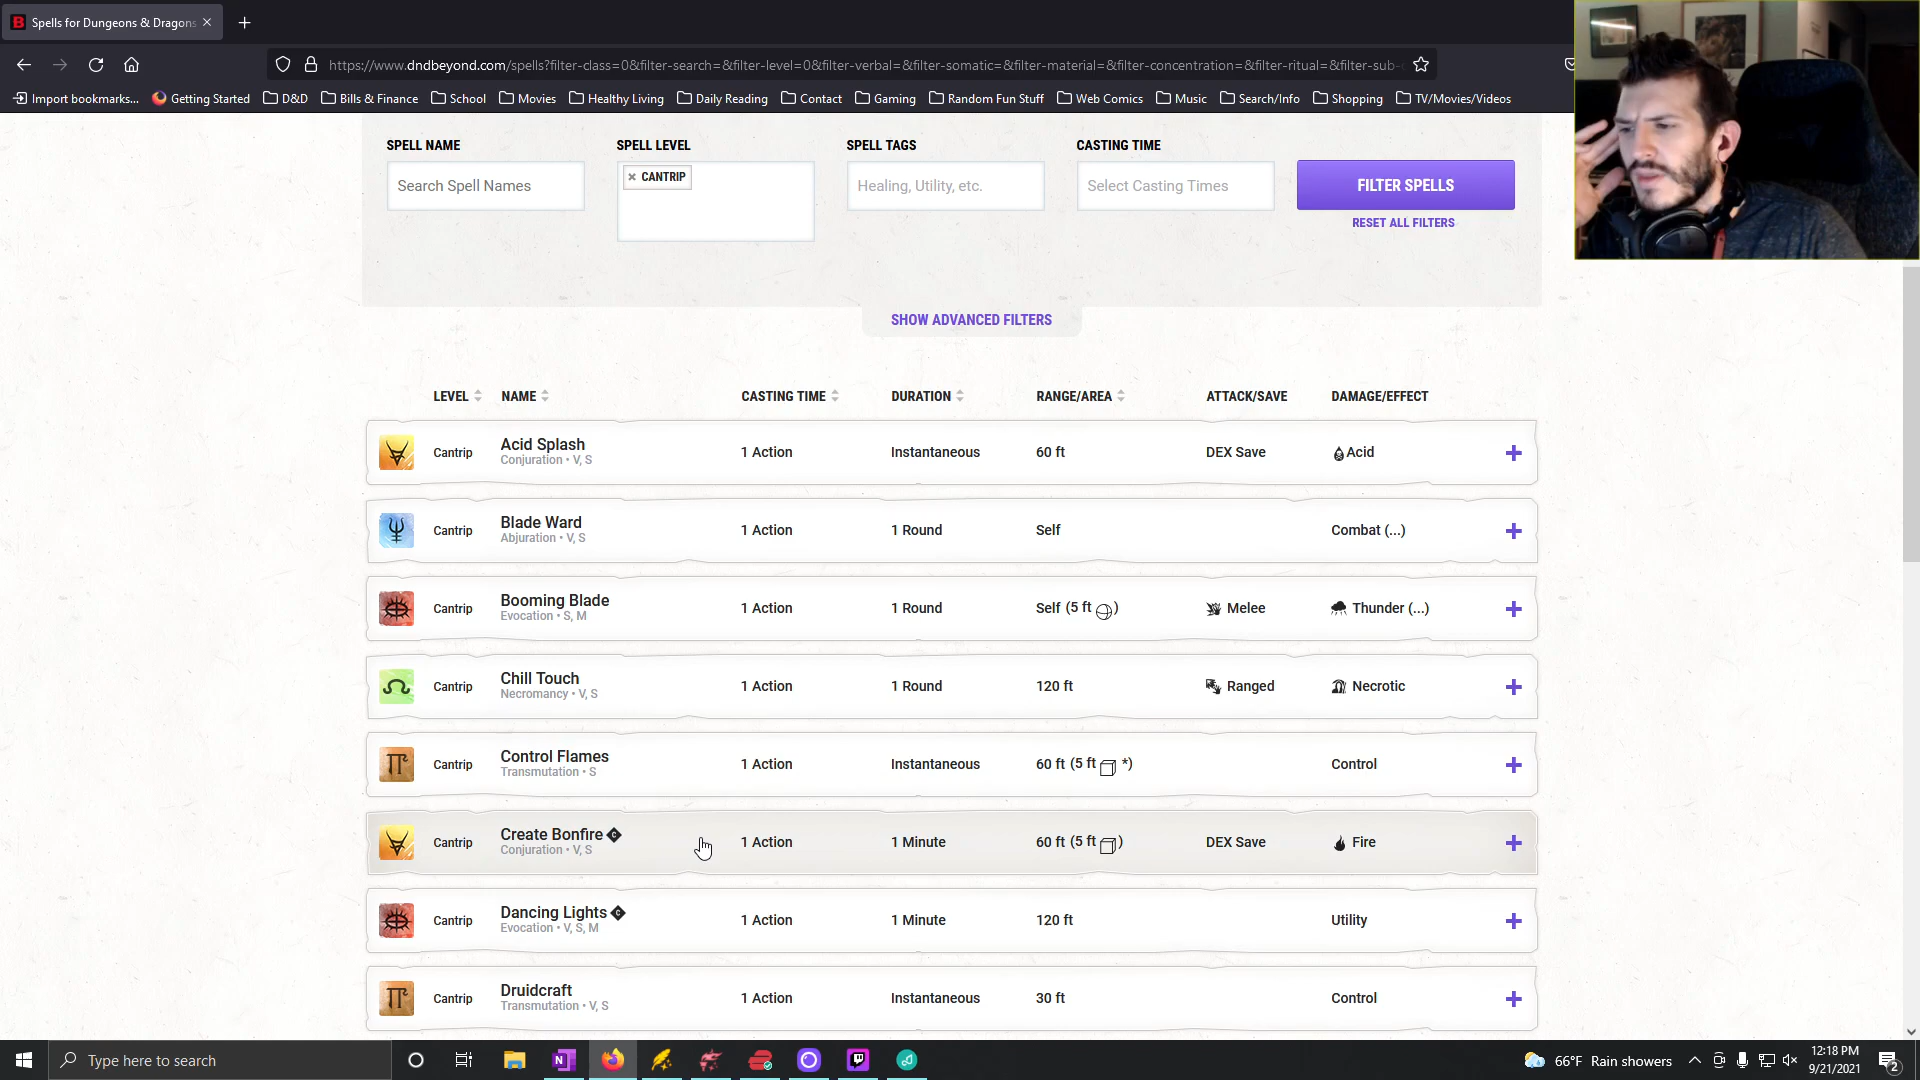 Spells for Dungeons & Dragons
https://www.dndbeyond.com/spells?filter-class=0&filter-search=&filter-level=0&filter-verbal=&filter-somatic=&filter-material=&filter-concentration=&filter-ritual=&filter-sub-
Import bookmarks... Getting Started D&D Bills & Finance School Movies Healthy Living Daily Reading Contact Gaming Random Fun Stuff Web Comics Music Search/Info Shopping TV/Movies/Videos
SPELL NAME SPELL LEVEL SPELL TAGS CASTING TIME
Search Spell Names × CANTRIP Healing, Utility, etc. Select Casting Times FILTER SPELLS
RESET ALL FILTERS
SHOW ADVANCED FILTERS
LEVEL NAME CASTING TIME DURATION RANGE/AREA ATTACK/SAVE DAMAGE/EFFECT
Cantrip Acid Splash 1 Action Instantaneous 60 ft DEX Save Acid +
Conjuration • V, S
Cantrip Blade Ward 1 Action 1 Round Self Combat (...) +
Abjuration • V, S
Cantrip Booming Blade 1 Action 1 Round Self (5 ft ) Melee Thunder (...) +
Evocation • S, M
Cantrip Chill Touch 1 Action 1 Round 120 ft Ranged Necrotic +
Necromancy • V, S
Cantrip Control Flames 1 Action Instantaneous 60 ft (5 ft *) Control +
Transmutation • S
Cantrip Create Bonfire C 1 Action 1 Minute 60 ft (5 ft ) DEX Save Fire +
Conjuration • V, S
Cantrip Dancing Lights C 1 Action 1 Minute 120 ft Utility +
Evocation • V, S, M
Cantrip Druidcraft 1 Action Instantaneous 30 ft Control +
Transmutation • V, S
Type here to search
66°F Rain showers
12:18 PM
9/21/2021
2